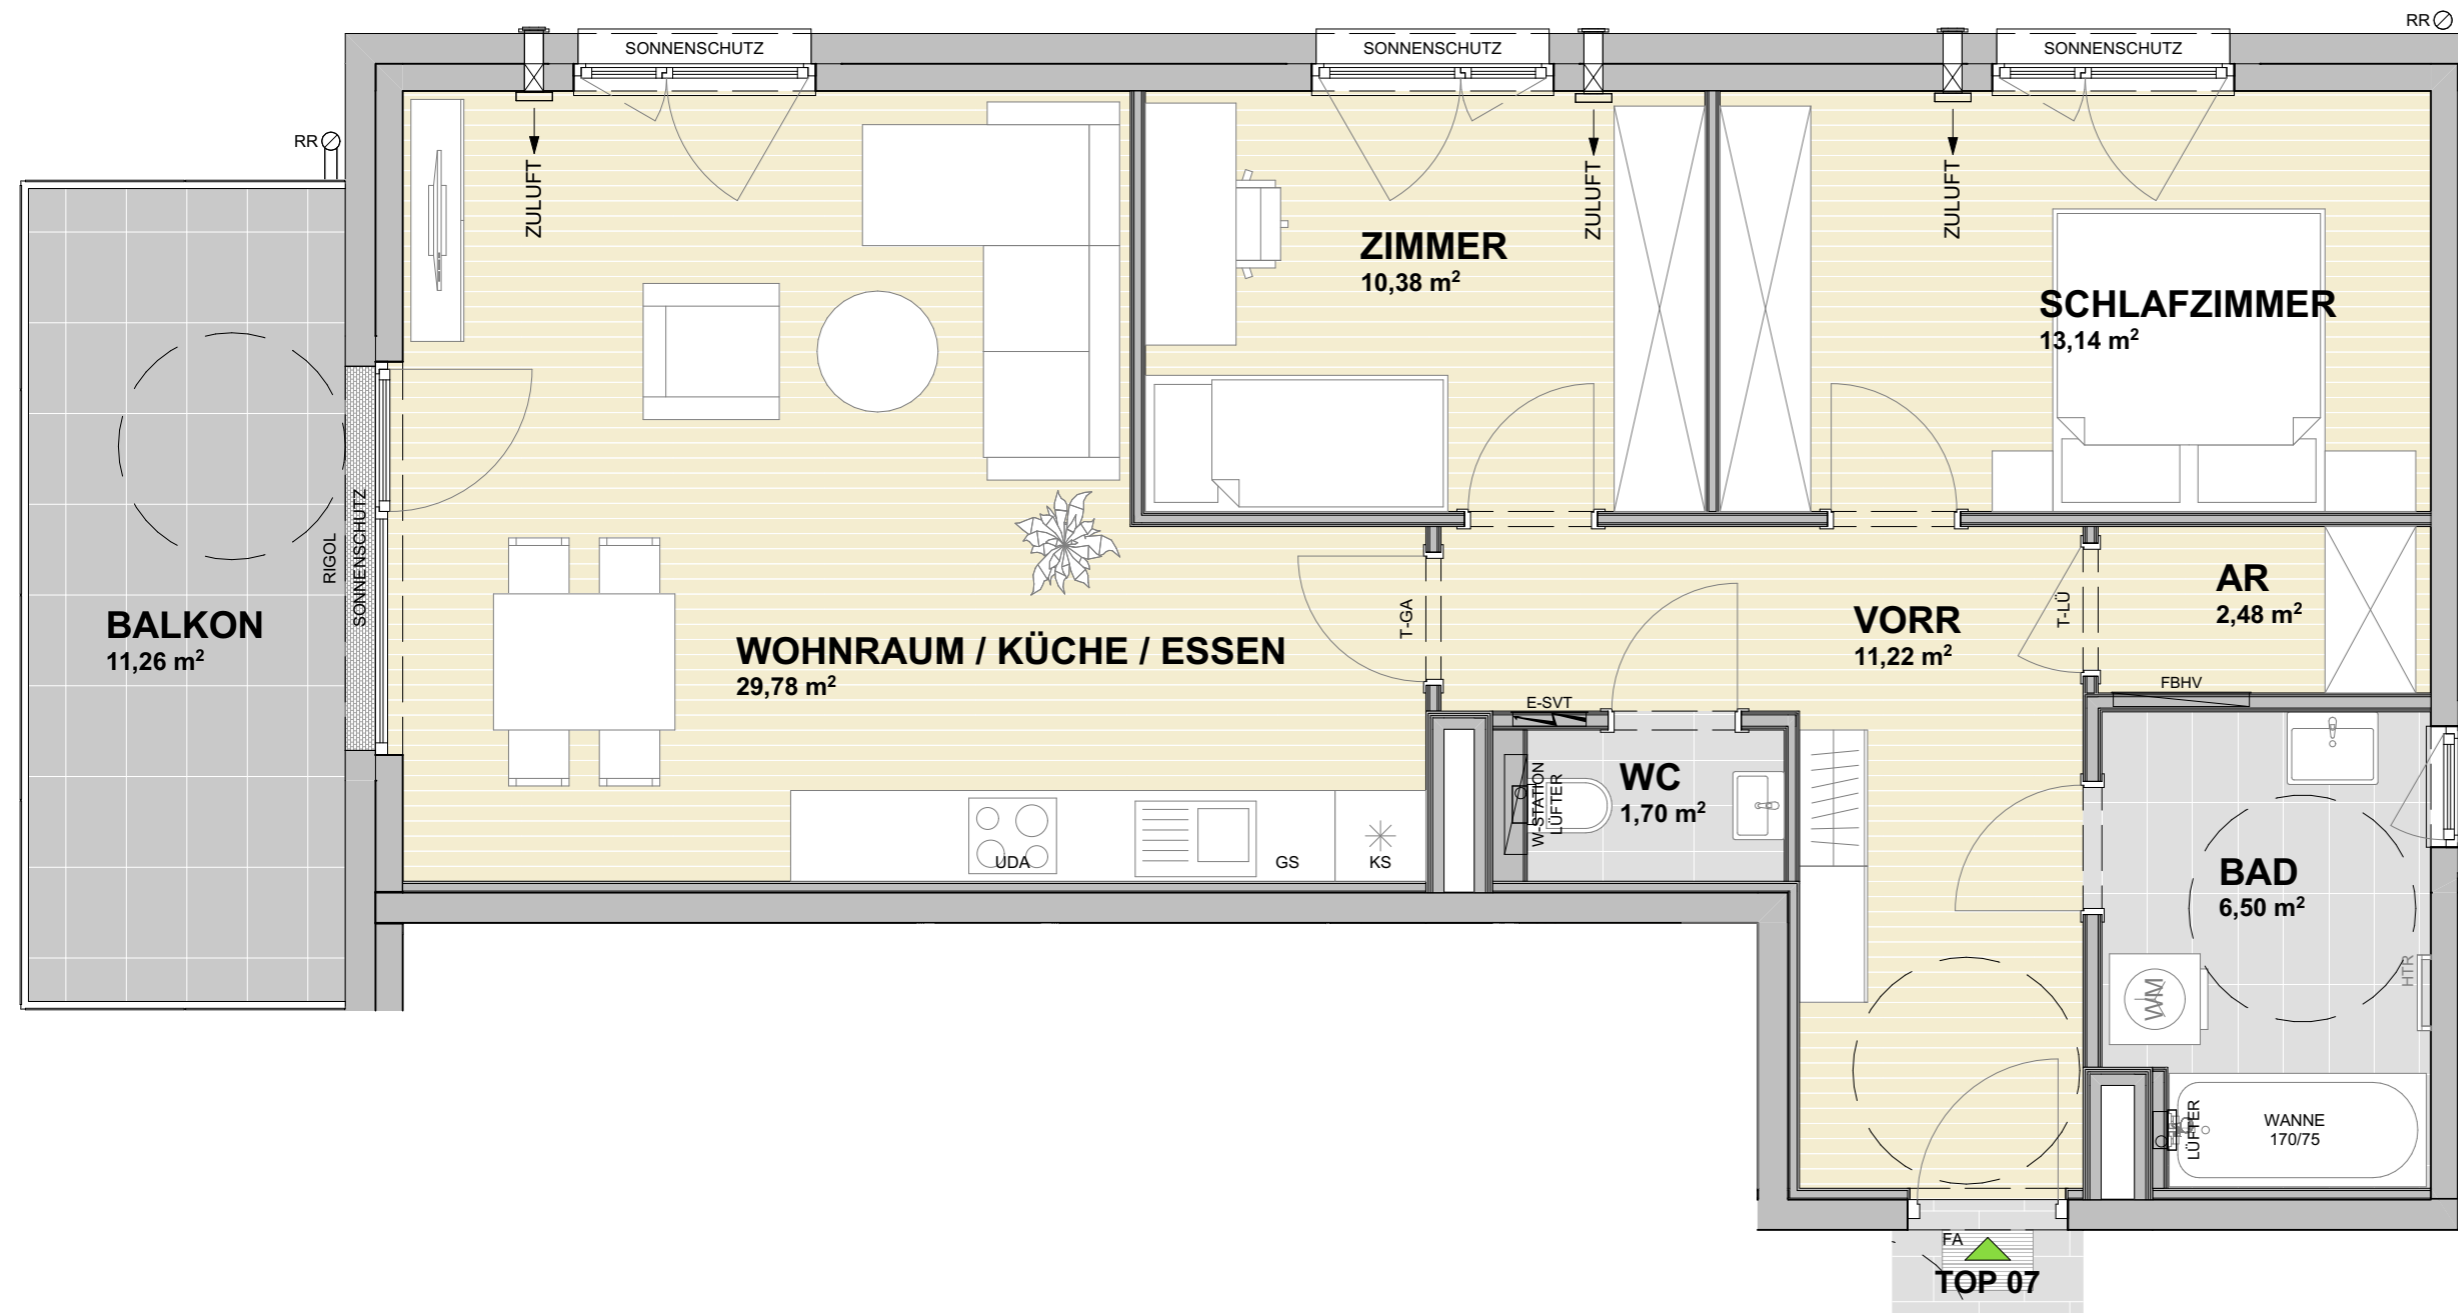 RR
SONNENSCHUTZ
SONNENSCHUTZ
SONNENSCHUTZ
RR
ZULUFT
ZULUFT
ZULUFT
ZIMMER
10,38 m²
SCHLAFZIMMER
13,14 m²
RIGOL
SONNENSCHUTZ
BALKON
11,26 m²
WOHNRAUM / KÜCHE / ESSEN
29,78 m²
T-GA
VORR
11,22 m²
T-LÜ
AR
2,48 m²
FBHV
E-SVT
W-STATION
LÜFTER
WC
1,70 m²
UDA
GS
KS
BAD
6,50 m²
HTR
WM
LÜFTER
WANNE
170/75
FA
TOP 07